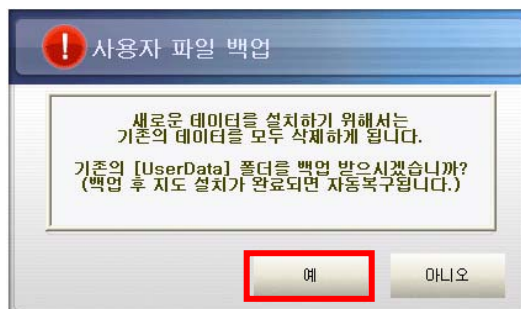 사용자 파일 백업
새로운 데이터를 설치하기 위해서는
기존의 데이터를 모두 삭제하게 됩니다.
기존의 [UserData] 폴더를 백업 받으시겠습니까?
(백업 후 지도 설치가 완료되면 자동복구됩니다.)
예
아니오